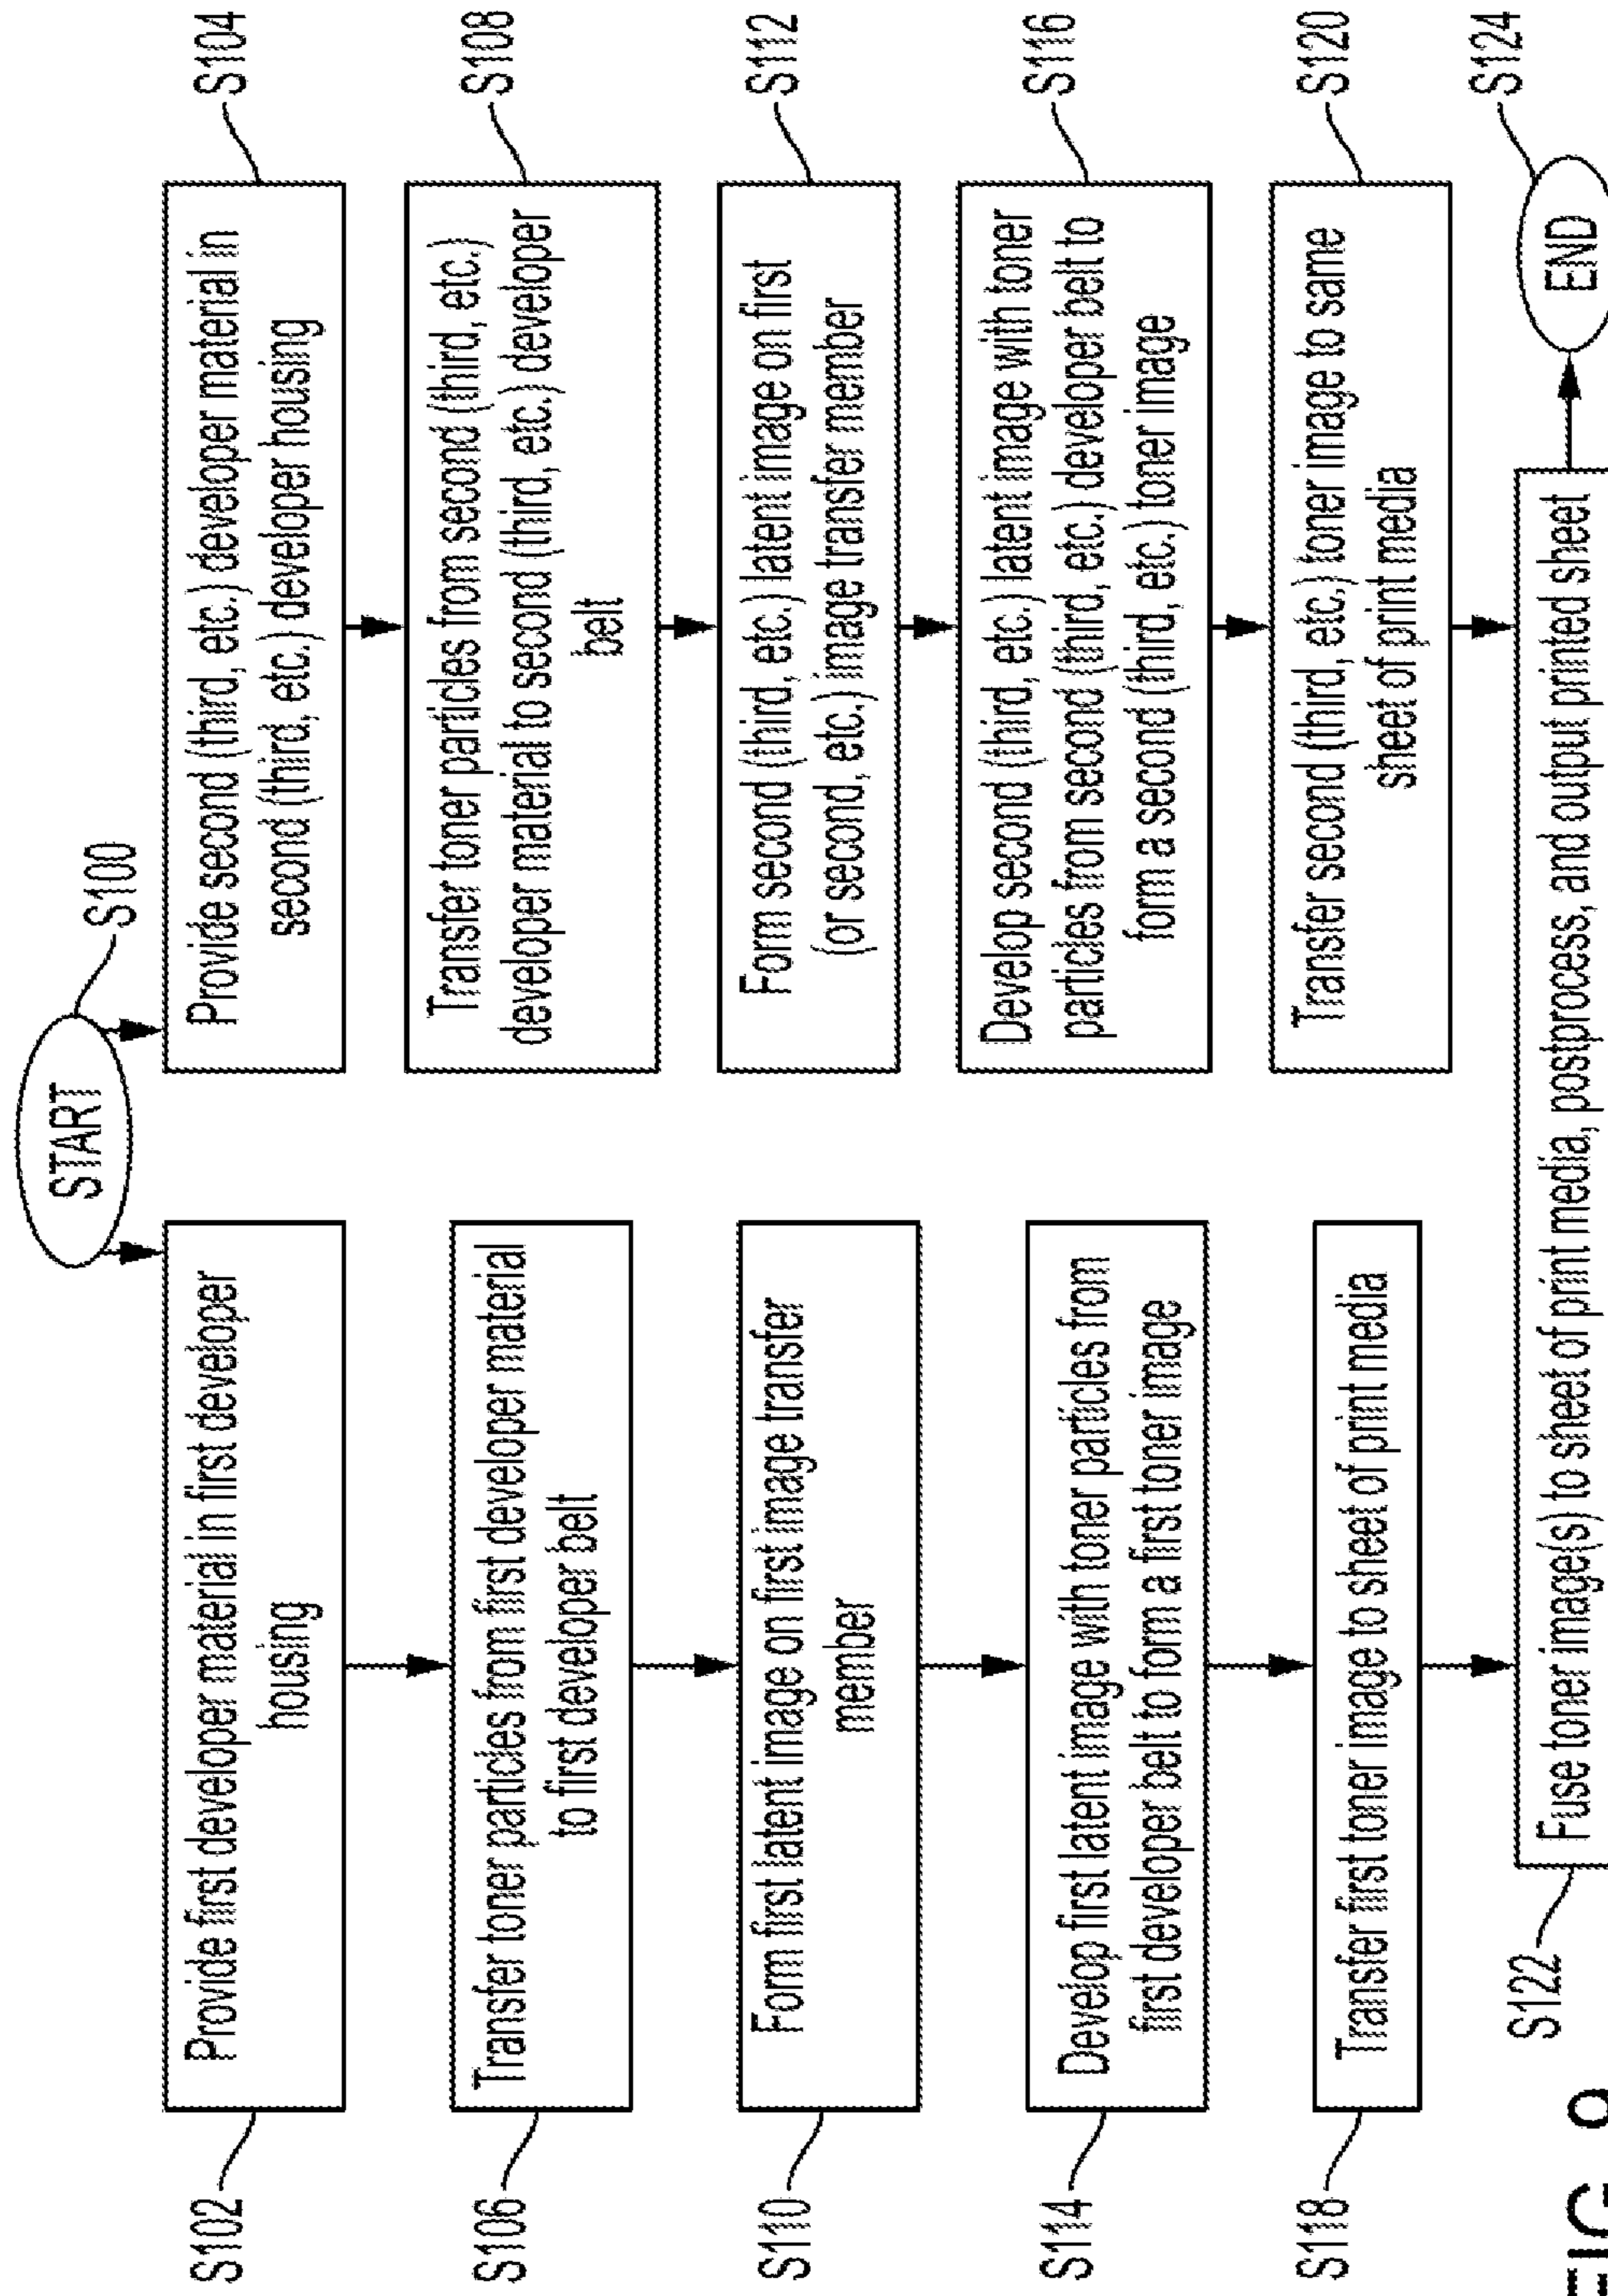 START
S100
S102
Provide first developer material in first developer
housing
Provide second (third, etc.) developer material in
second (third, etc.) developer housing
S104
S106
Transfer toner particles from first developer material
to first developer belt
Transfer toner particles from second (third, etc.)
developer material to second (third, etc.) developer
belt
S108
S110
Form first latent image on first image transfer
member
Form second (third, etc.) latent image on first
(or second, etc.) image transfer member
S112
S114
Develop first latent image with toner particles from
first developer belt to form a first toner image
Develop second (third, etc.) latent image with toner
particles from second (third, etc.) developer belt to
form a second (third, etc.) toner image
S116
S118
Transfer first toner image to sheet of print media
Transfer second (third, etc.) toner image to same
sheet of print media
S120
S122
Fuse toner image(s) to sheet of print media, postprocess, and output printed sheet
END
S124
FIG